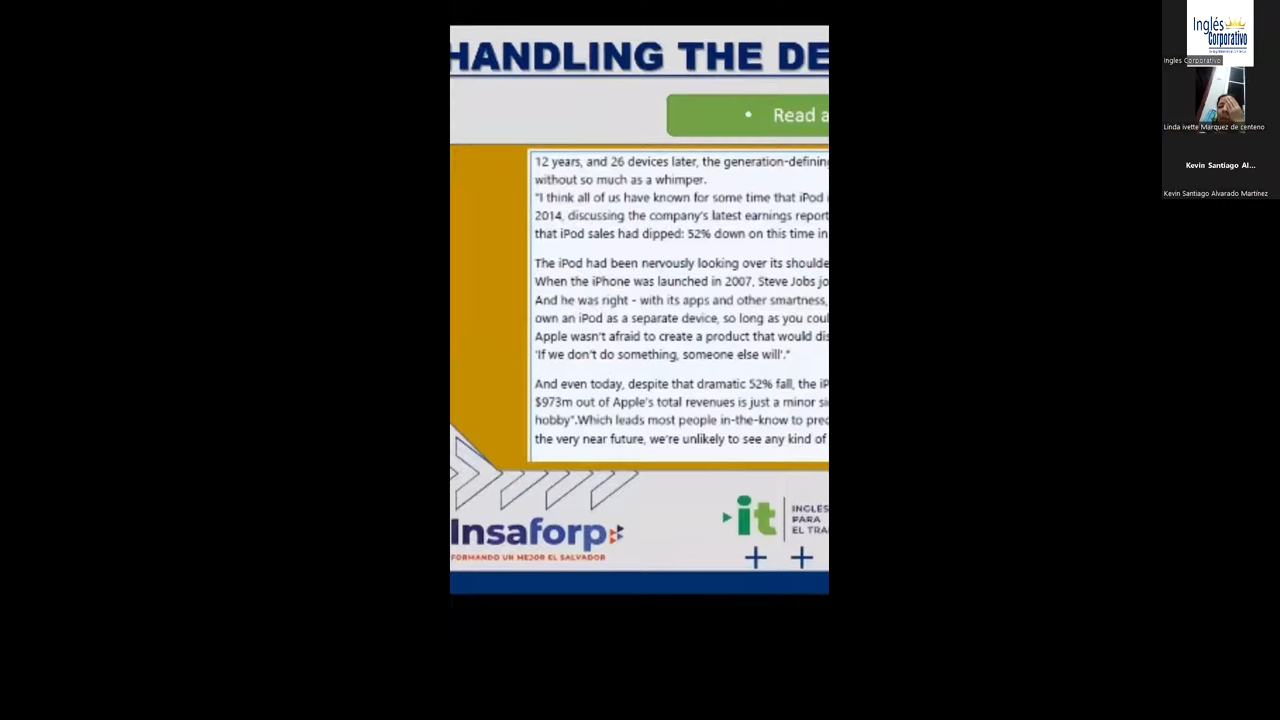 HANDLING THE DE
• Read a
12 years, and 26 devices later, the generation-defining
without so much as a whimper.
"I think all of us have known for some time that iPod i
2014, discussing the company's latest earnings report
that iPod sales had dipped: 52% down on this time in
The iPod had been nervously looking over its shoulde
When the iPhone was launched in 2007, Steve Jobs jo
And he was right - with its apps and other smartness,
own an iPod as a separate device, so long as you coul
Apple wasn't afraid to create a product that would dis
'If we don't do something, someone else will'."
And even today, despite that dramatic 52% fall, the iP
$973m out of Apple's total revenues is just a minor si
hobby".Which leads most people in-the-know to prec
the very near future, we're unlikely to see any kind of
Insaforp
FORMANDO UN MEJOR EL SALVADOR
it
INGLES
PARA
EL TRA
Inglés
Corporativo
Ingles Corporativo
Linda ivette Marquez de centeno
Kevin Santiago Al...
Kevin Santiago Alvarado Martínez